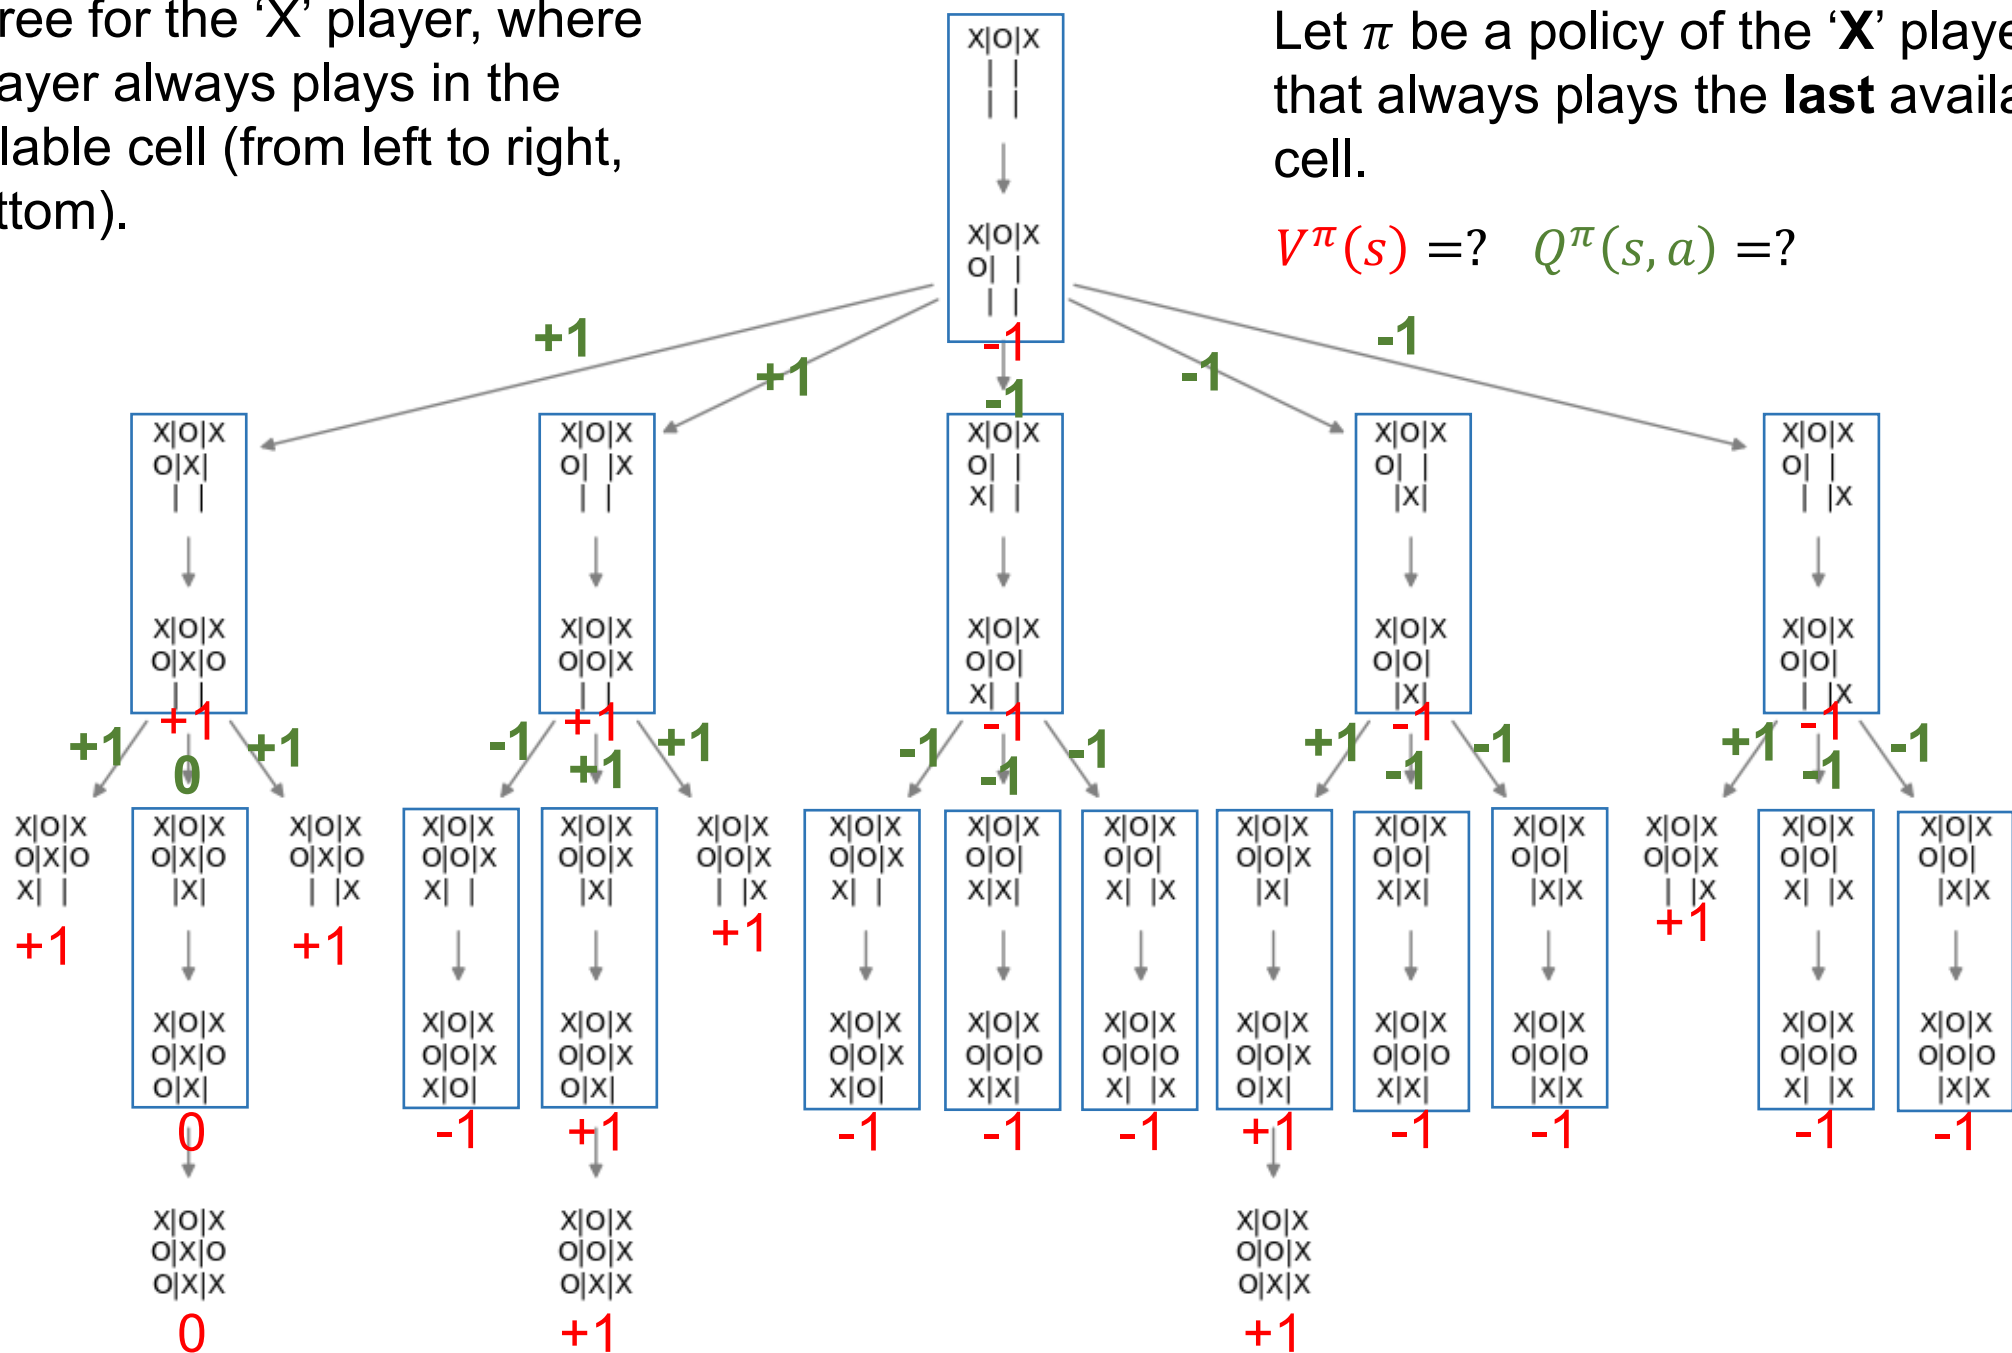 ree for the ‘X’ player, where
ayer always plays in the
lable cell (from left to right,
ttom).
Let π be a policy of the ‘X’ playe
that always plays the last availa
cell.
V^π(s) =? Q^π(s, a) =?
X|O|X
| |
| |
X|O|X
O| |
| |
-1
+1 +1 -1 -1 -1
X|O|X X|O|X X|O|X X|O|X X|O|X
O|X| O| |X O| | O| | O| |
| | | | X| | |X| | |X
X|O|X X|O|X X|O|X X|O|X X|O|X
O|X|O O|O|X O|O| O|O| O|O|
| | | | X| | |X| | |X
+1 +1 -1 -1 -1
+1 0 +1 -1 +1 +1 -1 -1 -1 +1 -1 -1 +1 -1 -1
X|O|X X|O|X X|O|X X|O|X X|O|X X|O|X X|O|X X|O|X X|O|X X|O|X X|O|X X|O|X X|O|X X|O|X X|O|X
O|X|O O|X|O O|X|O O|O|X O|O|X O|O|X O|O|X O|O| O|O| O|O|X O|O| O|O| O|O|X O|O| O|O|
X| | |X| | |X X| | |X| | |X X| | X|X| X| |X |X| X|X| |X|X | |X X| |X |X|X
+1 +1 +1 +1
X|O|X X|O|X X|O|X X|O|X X|O|X X|O|X X|O|X X|O|X X|O|X X|O|X X|O|X
O|X|O O|O|X O|O|X O|O|X O|O|O O|O|O O|O|X O|O|O O|O|O O|O|O O|O|O
O|X| X|O| O|X| X|O| X|X| X| |X O|X| X|X| |X|X X| |X |X|X
0 -1 +1 -1 -1 -1 +1 -1 -1 -1 -1
X|O|X X|O|X X|O|X
O|X|O O|O|X O|O|X
O|X|X O|X|X O|X|X
0 +1 +1